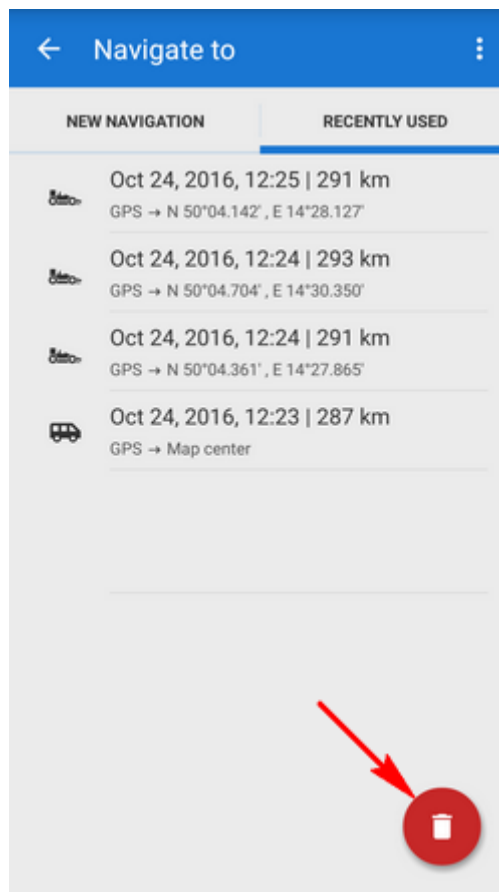 Navigate to
NEW NAVIGATION
RECENTLY USED
Oct 24, 2016, 12:25 | 291 km
GPS → N 50°04.142' , E 14°28.127'
Oct 24, 2016, 12:24 | 293 km
GPS → N 50°04.704' , E 14°30.350'
Oct 24, 2016, 12:24 | 291 km
GPS → N 50°04.361' , E 14°27.865'
Oct 24, 2016, 12:23 | 287 km
GPS → Map center